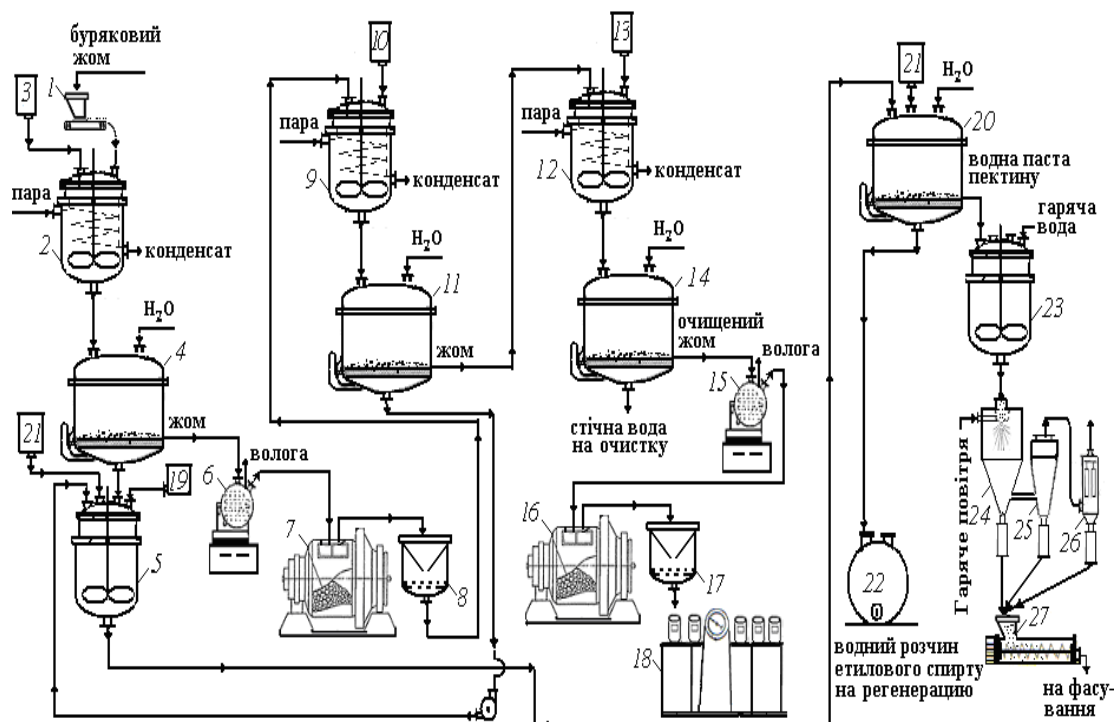 буряковий
жом
3
1
пара
2
конденсат
H₂O
4
жом
21
19
5
6
волога
7
8
10
пара
9
конденсат
H₂O
11
жом
13
пара
12
конденсат
H₂O
14
очищений
жом
волога
15
стічна вода
на очистку
16
17
18
21
H₂O
20
водна паста
пектину
гаряча
вода
23
Гаряче повітря
24
25
26
22
27
водний розчин
етилового спирту
на регенерацию
на фасу-
вання